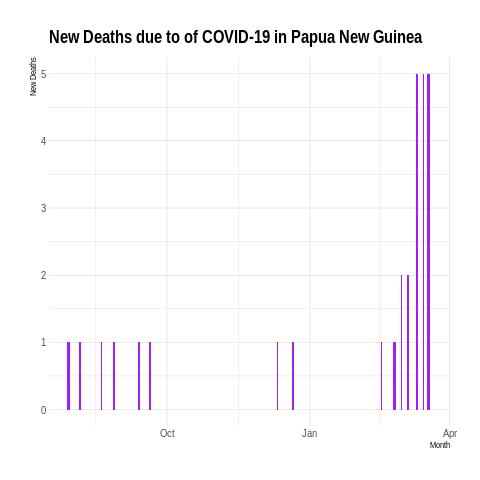 New Deaths due to of COVID-19 in Papua New Guinea
New Deaths
5
4
3
2
1
0
Oct
Jan
Apr
Month